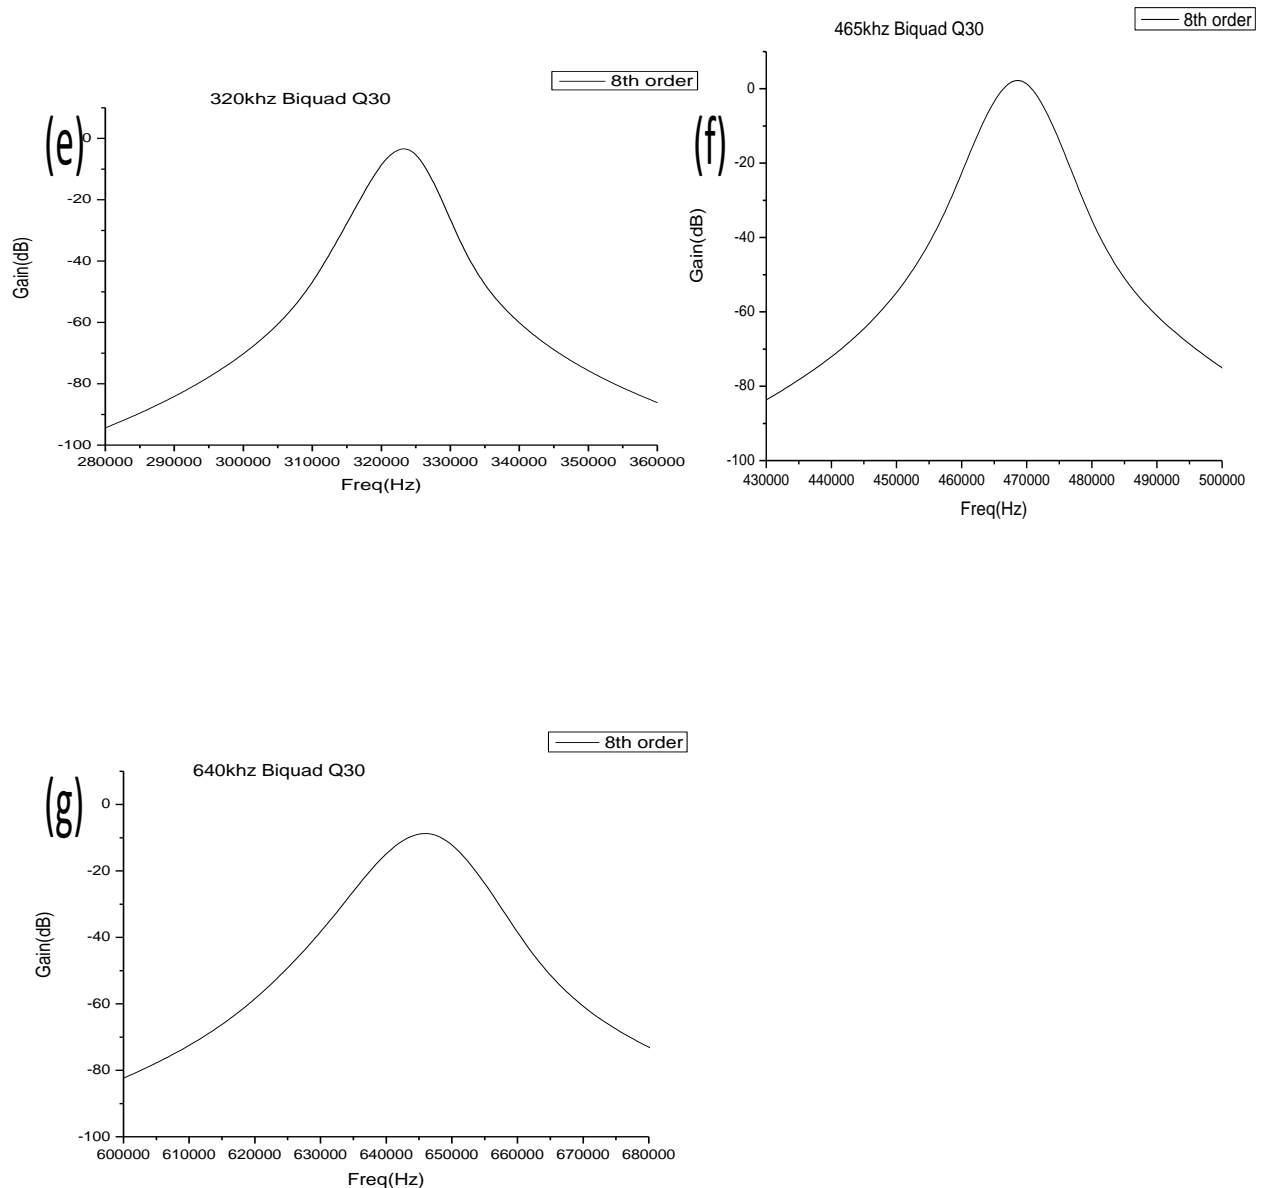 8th order
320khz Biquad Q30
(e)
0
-20
-40
-60
-80
-100
Gain(dB)
280000 290000 300000 310000 320000 330000 340000 350000 360000
Freq(Hz)
8th order
465khz Biquad Q30
(f)
0
-20
-40
-60
-80
-100
Gain(dB)
430000 440000 450000 460000 470000 480000 490000 500000
Freq(Hz)
8th order
640khz Biquad Q30
(g)
0
-20
-40
-60
-80
-100
Gain(dB)
600000 610000 620000 630000 640000 650000 660000 670000 680000
Freq(Hz)